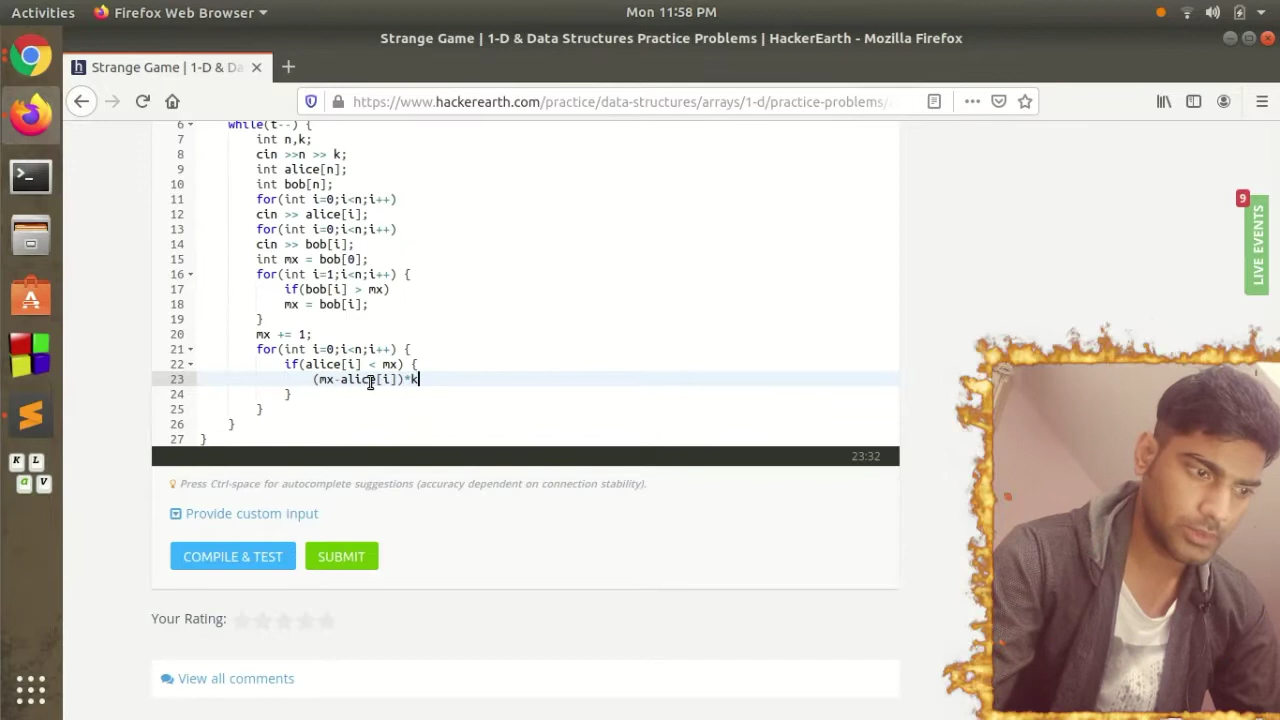 Activities Firefox Web Browser Mon 11:58 PM
Strange Game | 1-D & Data Structures Practice Problems | HackerEarth - Mozilla Firefox
h Strange Game | 1-D & Da
https://www.hackerearth.com/practice/data-structures/arrays/1-d/practice-problems/
6 while(t--) {
7 int n,k;
8 cin >>n >> k;
9 int alice[n];
10 int bob[n];
11 for(int i=0;i<n;i++)
12 cin >> alice[i];
13 for(int i=0;i<n;i++)
14 cin >> bob[i];
15 int mx = bob[0];
16 for(int i=1;i<n;i++) {
17 if(bob[i] > mx)
18 mx = bob[i];
19 }
20 mx += 1;
21 for(int i=0;i<n;i++) {
22 if(alice[i] < mx) {
23 (mx-alice[i])*k
24 }
25 }
26 }
27 }
23:32
Press Ctrl-space for autocomplete suggestions (accuracy dependent on connection stability).
Provide custom input
COMPILE & TEST SUBMIT
Your Rating:
View all comments
9
LIVE EVENTS
K L
a V